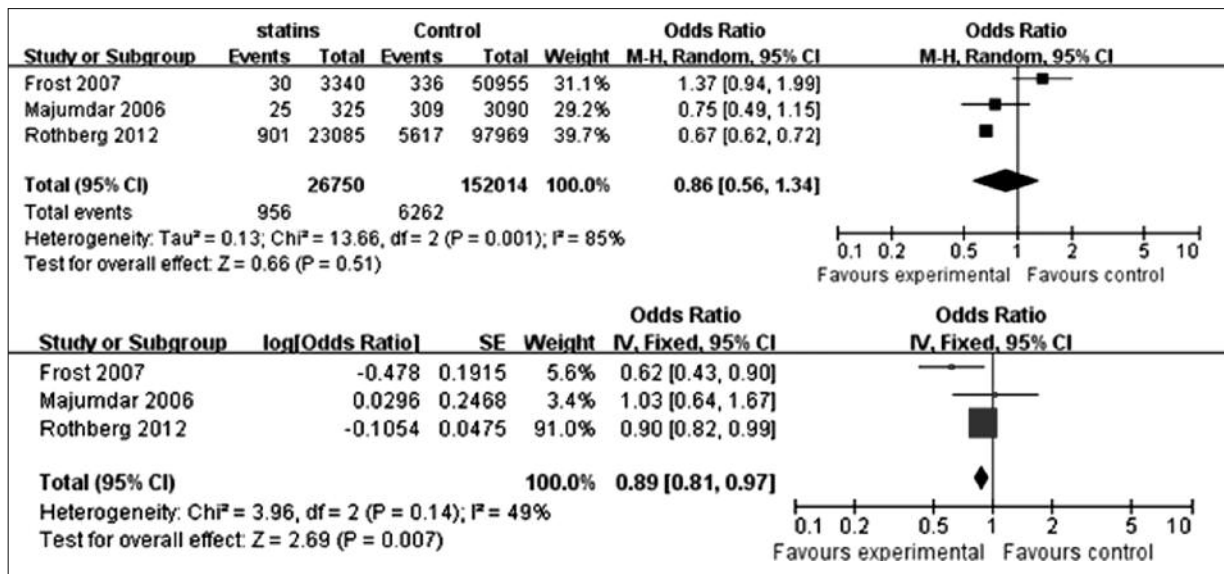 statins Control Odds Ratio Odds Ratio
Study or Subgroup Events Total Events Total Weight M-H, Random, 95% CI M-H, Random, 95% CI
Frost 2007 30 3340 336 50955 31.1% 1.37 [0.94, 1.99]
Majumdar 2006 25 325 309 3090 29.2% 0.75 [0.49, 1.15]
Rothberg 2012 901 23085 5617 97969 39.7% 0.67 [0.62, 0.72]
Total (95% CI) 26750 152014 100.0% 0.86 [0.56, 1.34]
Total events 956 6262
Heterogeneity: Tau² = 0.13; Chi² = 13.66, df = 2 (P = 0.001); I² = 85%
Test for overall effect: Z = 0.66 (P = 0.51)
0.1 0.2 0.5 1 2 5 10
Favours experimental Favours control
Odds Ratio Odds Ratio
Study or Subgroup log[Odds Ratio] SE Weight IV, Fixed, 95% CI IV, Fixed, 95% CI
Frost 2007 -0.478 0.1915 5.6% 0.62 [0.43, 0.90]
Majumdar 2006 0.0296 0.2468 3.4% 1.03 [0.64, 1.67]
Rothberg 2012 -0.1054 0.0475 91.0% 0.90 [0.82, 0.99]
Total (95% CI) 100.0% 0.89 [0.81, 0.97]
Heterogeneity: Chi² = 3.96, df = 2 (P = 0.14); I² = 49%
Test for overall effect: Z = 2.69 (P = 0.007)
0.1 0.2 0.5 1 2 5 10
Favours experimental Favours control